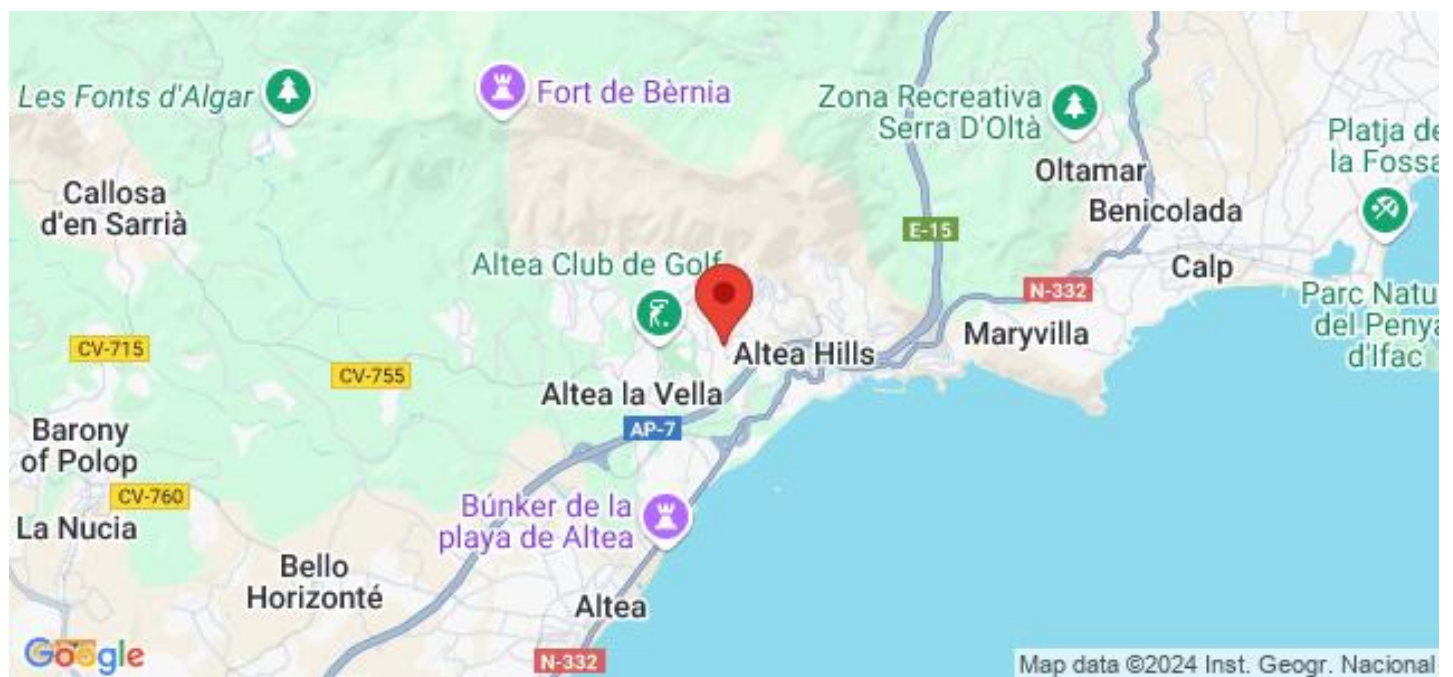 Les Fonts d'Algar
Fort de Bèrnia
Zona Recreativa
Serra D'Oltà
Platja de
la Fossa
Oltamar
Callosa
d'en Sarrià
Benicolada
E-15
Altea Club de Golf
Calp
N-332
Parc Natu
del Penya
d'Ifac
Maryvilla
CV-715
Altea Hills
CV-755
Altea la Vella
AP-7
Barony
of Polop
CV-760
Búnker de la
playa de Altea
La Nucia
Bello
Horizonté
Altea
Google
N-332
Map data ©2024 Inst. Geogr. Nacional